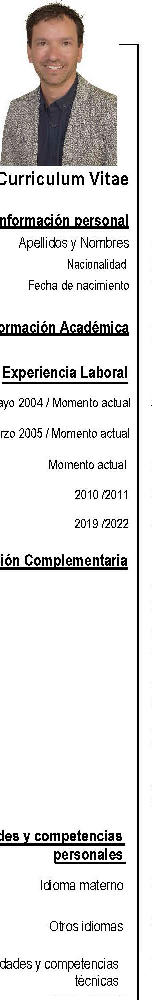 Curriculum Vitae
nformación personal
Apellidos y Nombres
Nacionalidad
Fecha de nacimiento
ormación Académica
Experiencia Laboral
ayo 2004 / Momento actual
rzo 2005 / Momento actual
Momento actual
2010 /2011
2019 /2022
ión Complementaria
des y competencias
personales
Idioma materno
Otros idiomas
dades y competencias
técnicas